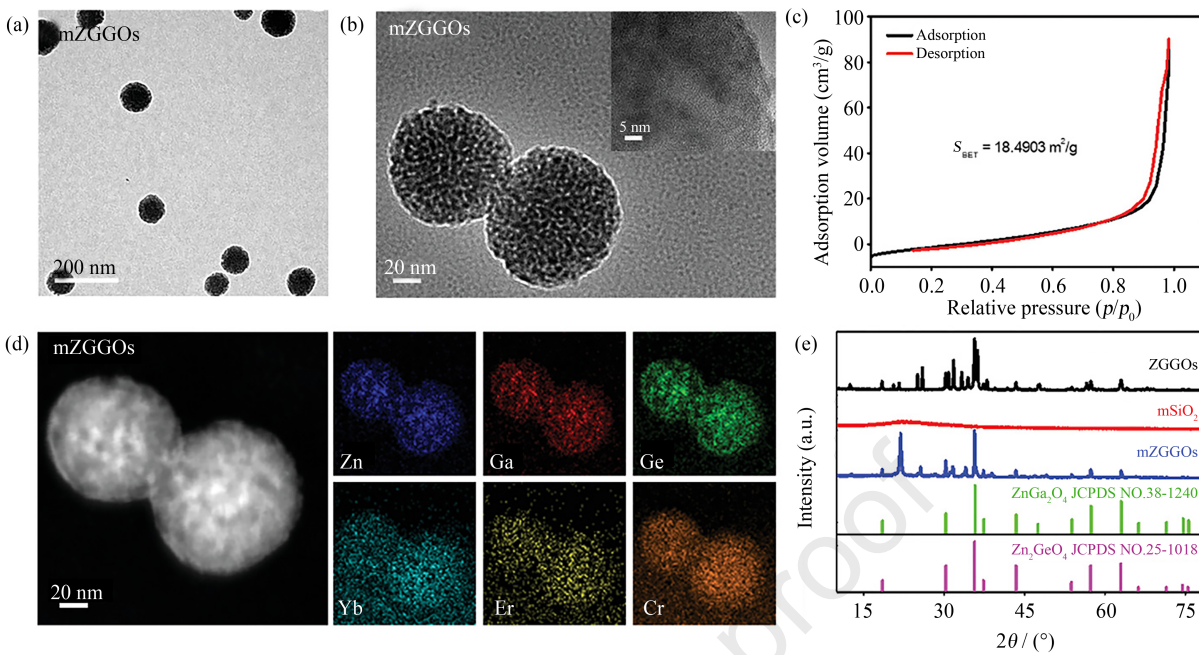 (a)
mZGGOs
200 nm
(b)
mZGGOs
5 nm
20 nm
(c)
Adsorption volume (cm³/g)
100
80
60
40
20
0
Adsorption
Desorption
S_BET = 18.4903 m²/g
0.0 0.2 0.4 0.6 0.8 1.0
Relative pressure (p/p₀)
(d)
mZGGOs
20 nm
Zn
Ga
Ge
Yb
Er
Cr
(e)
Intensity (a.u.)
ZGGOs
mSiO₂
mZGGOs
ZnGa₂O₄ JCPDS NO.38-1240
Zn₂GeO₄ JCPDS NO.25-1018
15 30 45 60 75
2θ / (°)
proof